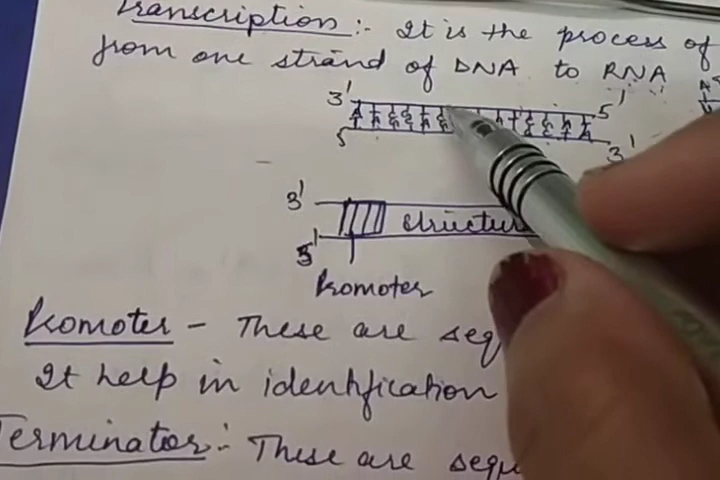 Transcription :- It is the process of
from one strand of DNA to RNA
3' 5'
5 3'
3' structur
5'
Promoter
Promoter - These are seq
It help in identification
Terminator :- These are sequ